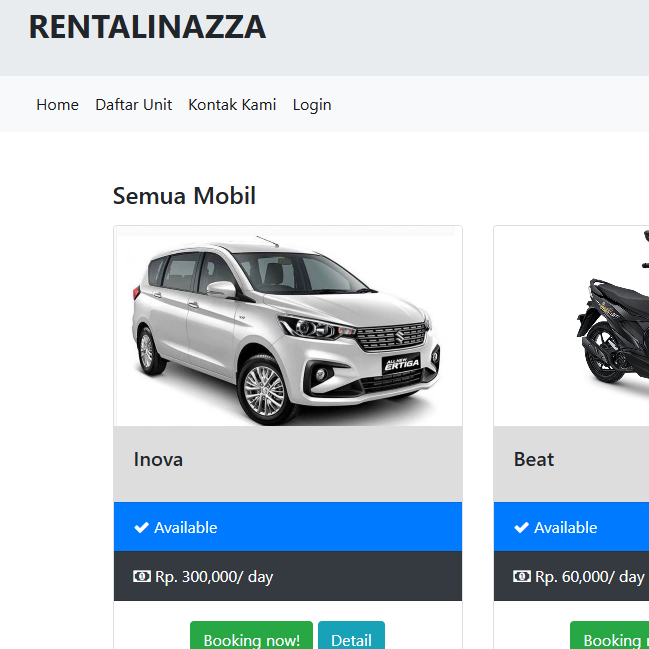 RENTALINAZZA
Home Daftar Unit Kontak Kami Login
Semua Mobil
ALL NEW
ERTIGA
Inova
Available
Rp. 300,000/ day
Booking now! Detail
Beat
Available
Rp. 60,000/ day
Booking